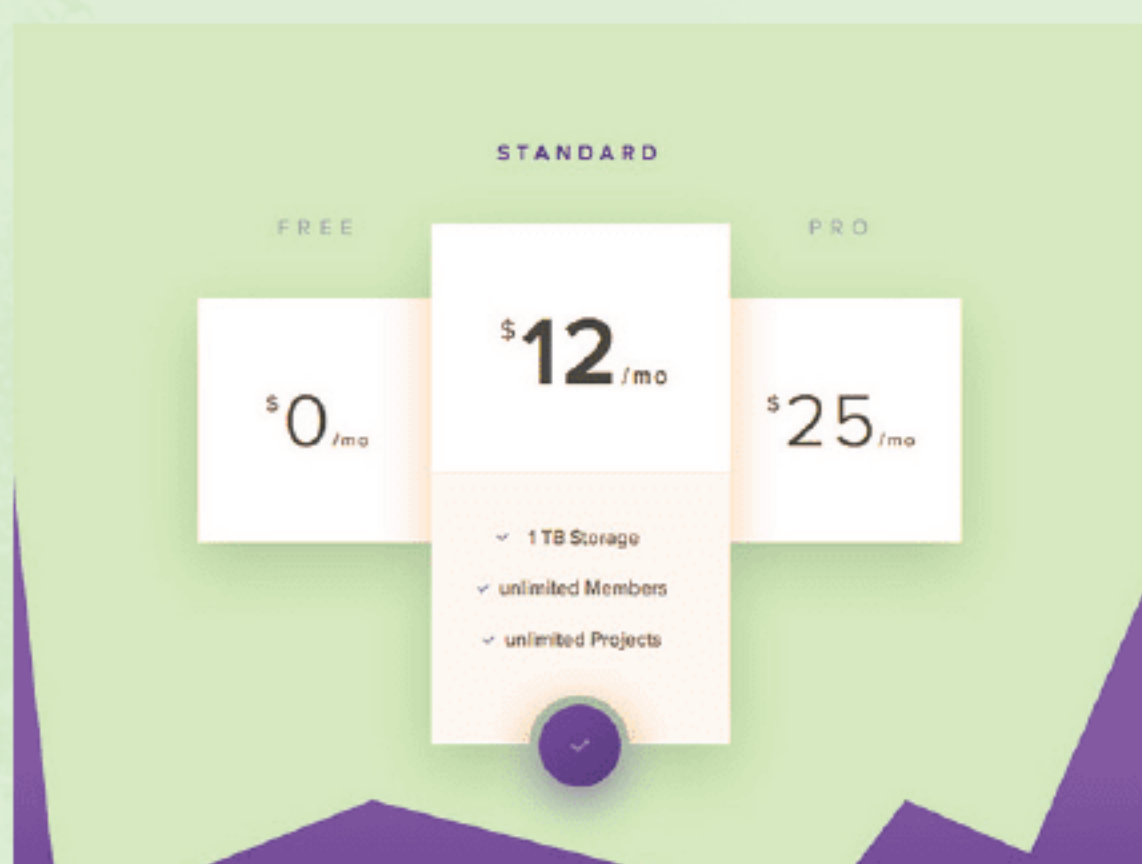 STANDARD
FREE
PRO
$12/mo
$0/mo
$25/mo
1 TB Storage
unlimited Members
unlimited Projects